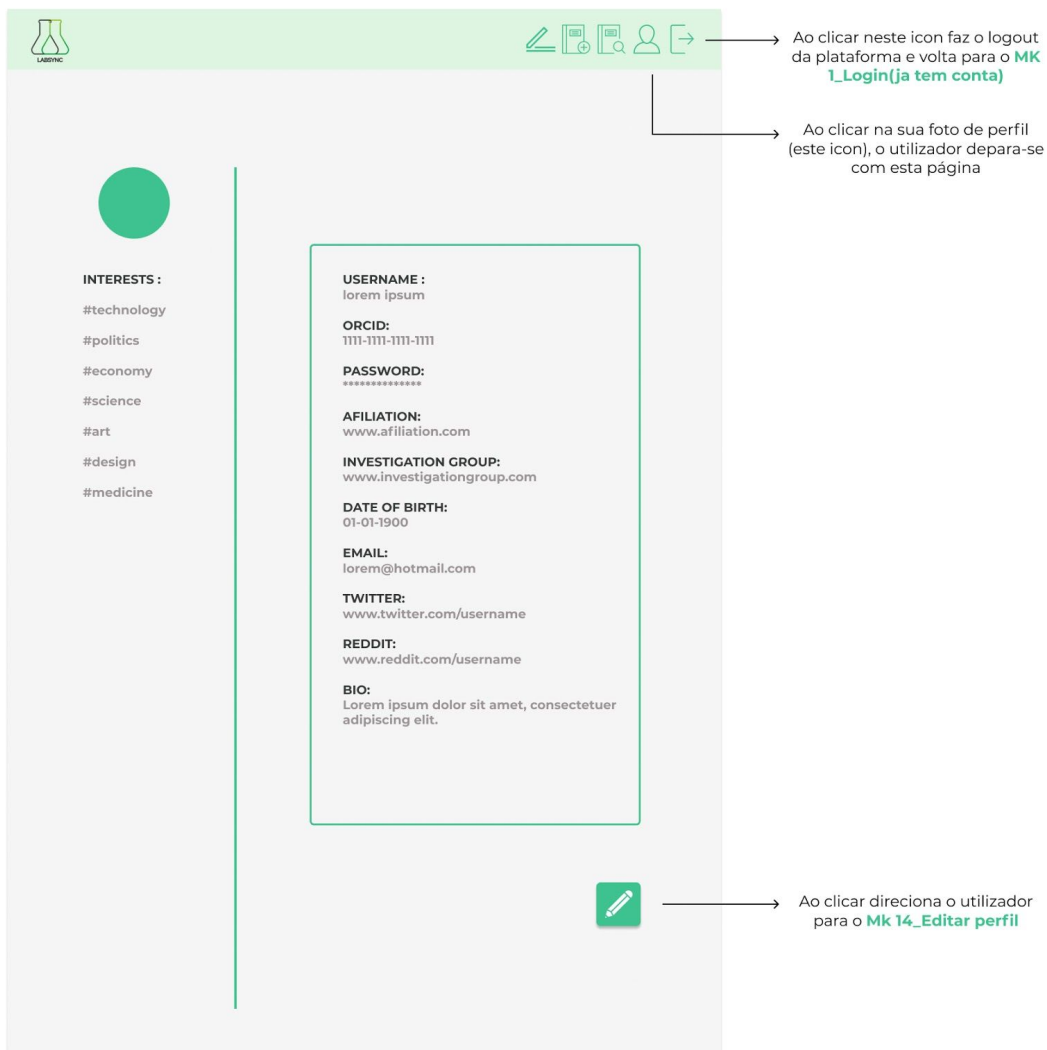 LABSYNC
Ao clicar neste icon faz o logout
da plataforma e volta para o MK
1_Login(ja tem conta)
Ao clicar na sua foto de perfil
(este icon), o utilizador depara-se
com esta página
INTERESTS :
#technology
#politics
#economy
#science
#art
#design
#medicine
USERNAME :
lorem ipsum
ORCID:
1111-1111-1111-1111
PASSWORD:
**************
AFILIATION:
www.afiliation.com
INVESTIGATION GROUP:
www.investigationgroup.com
DATE OF BIRTH:
01-01-1900
EMAIL:
lorem@hotmail.com
TWITTER:
www.twitter.com/username
REDDIT:
www.reddit.com/username
BIO:
Lorem ipsum dolor sit amet, consectetuer
adipiscing elit.
Ao clicar direciona o utilizador
para o Mk 14_Editar perfil